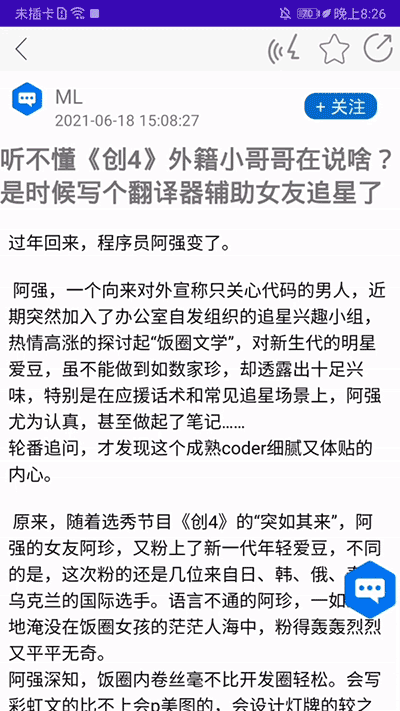 未插卡 晚上8:26
ML
2021-06-18 15:08:27
+ 关注
听不懂《创4》外籍小哥哥在说啥？
是时候写个翻译器辅助女友追星了
过年回来，程序员阿强变了。
阿强，一个向来对外宣称只关心代码的男人，近
期突然加入了办公室自发组织的追星兴趣小组，
热情高涨的探讨起“饭圈文学”，对新生代的明星
爱豆，虽不能做到如数家珍，却透露出十足兴
味，特别是在应援话术和常见追星场景上，阿强
尤为认真，甚至做起了笔记……
轮番追问，才发现这个成熟coder细腻又体贴的
内心。
原来，随着选秀节目《创4》的“突如其来”，阿
强的女友阿珍，又粉上了新一代年轻爱豆，不同
的是，这次粉的还是几位来自日、韩、俄、
乌克兰的国际选手。语言不通的阿珍，一如
地淹没在饭圈女孩的茫茫人海中，粉得轰轰烈烈
又平平无奇。
阿强深知，饭圈内卷丝毫不比开发圈轻松。会写
彩虹文的比不上会p美图的，会设计灯牌的较之